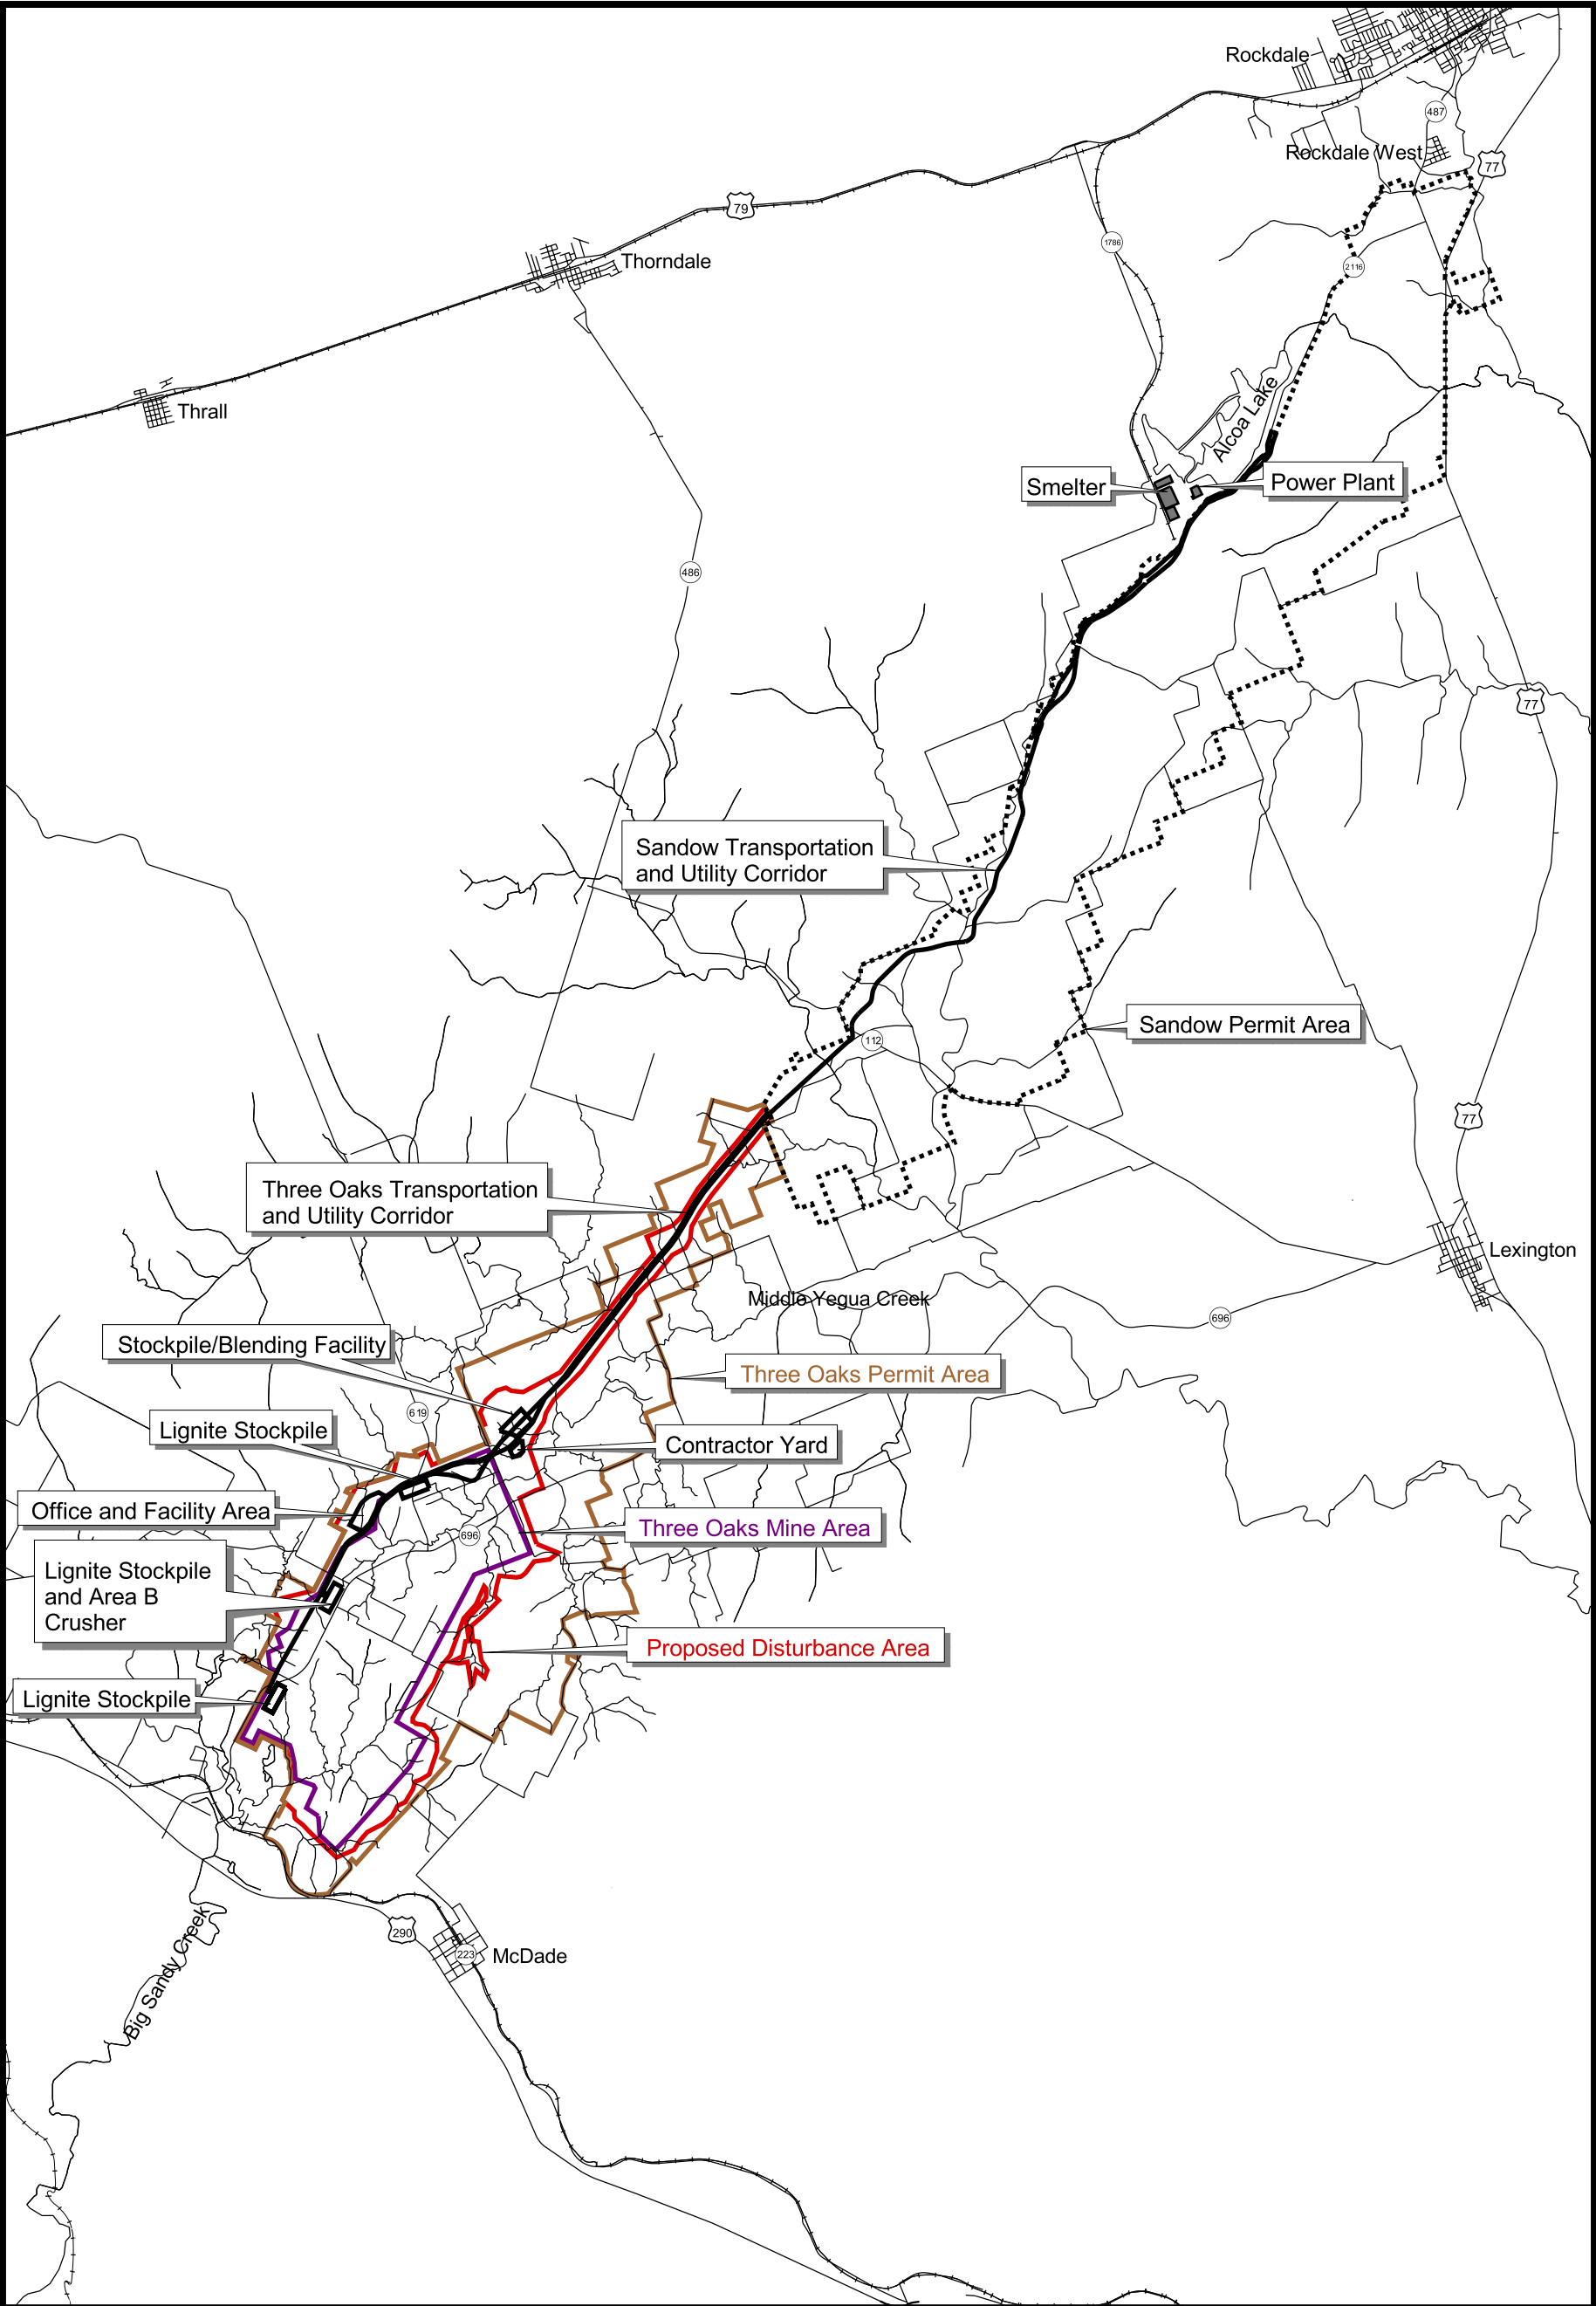 Rockdale
487
Rockdale West
77
79
1786
Thorndale
2116
Thrall
Alcoa Lake
Smelter
Power Plant
486
77
Sandow Transportation
and Utility Corridor
Sandow Permit Area
112
77
Three Oaks Transportation
and Utility Corridor
Lexington
Middle Yegua Creek
696
Stockpile/Blending Facility
Three Oaks Permit Area
619
Lignite Stockpile
Contractor Yard
Office and Facility Area
Three Oaks Mine Area
696
Lignite Stockpile
and Area B
Crusher
Proposed Disturbance Area
Lignite Stockpile
Big Sandy Creek
290
223
McDade